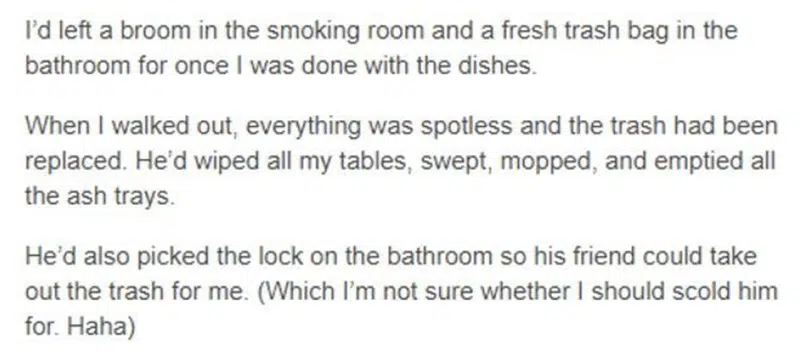 I’d left a broom in the smoking room and a fresh trash bag in the
bathroom for once I was done with the dishes.
When I walked out, everything was spotless and the trash had been
replaced. He’d wiped all my tables, swept, mopped, and emptied all
the ash trays.
He’d also picked the lock on the bathroom so his friend could take
out the trash for me. (Which I’m not sure whether I should scold him
for. Haha)